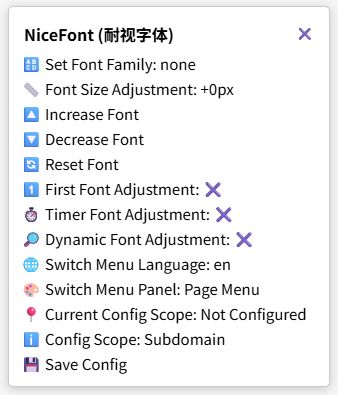 NiceFont (耐视字体)
Set Font Family: none
Font Size Adjustment: +0px
Increase Font
Decrease Font
Reset Font
First Font Adjustment: ❌
Timer Font Adjustment: ❌
Dynamic Font Adjustment: ❌
Switch Menu Language: en
Switch Menu Panel: Page Menu
Current Config Scope: Not Configured
Config Scope: Subdomain
Save Config